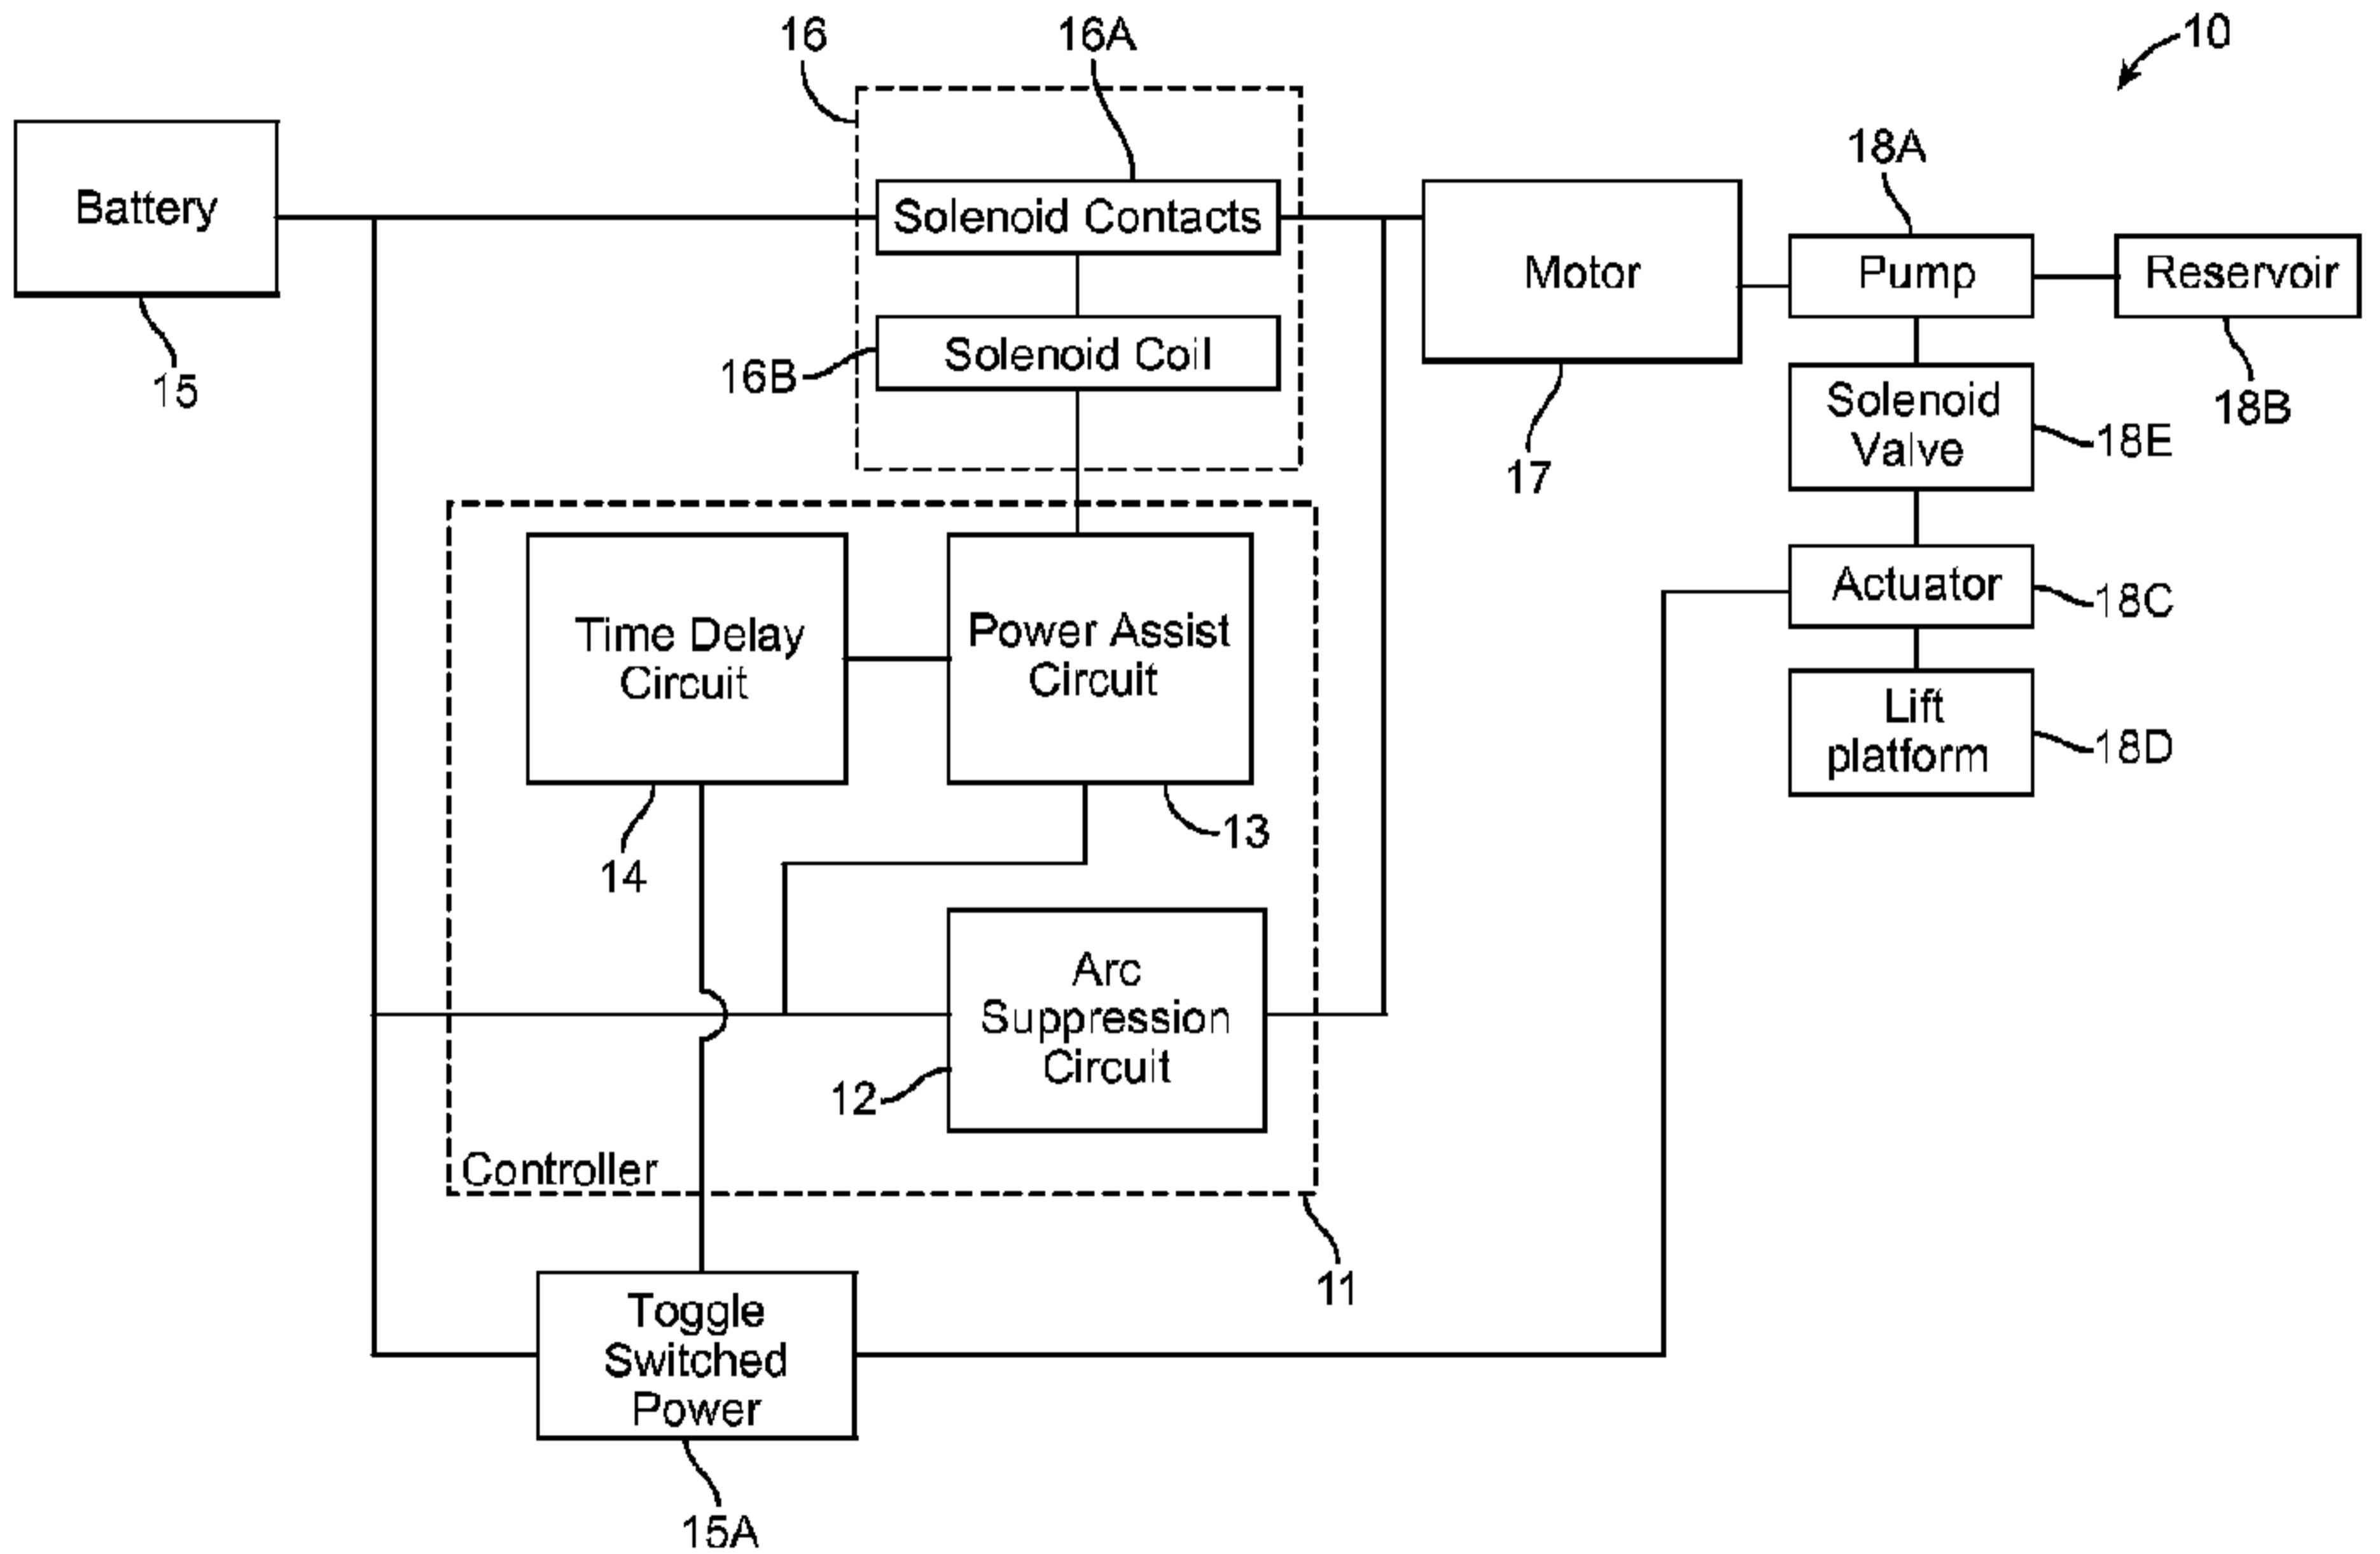 16
16A
10
18A
Battery
Solenoid Contacts
Motor
Pump
Reservoir
15
16B
Solenoid Coil
17
Solenoid
Valve
18E
18B
Actuator
18C
Time Delay
Circuit
Power Assist
Circuit
Lift
platform
18D
14
13
Arc
Suppression
Circuit
12
Controller
11
Toggle
Switched
Power
15A